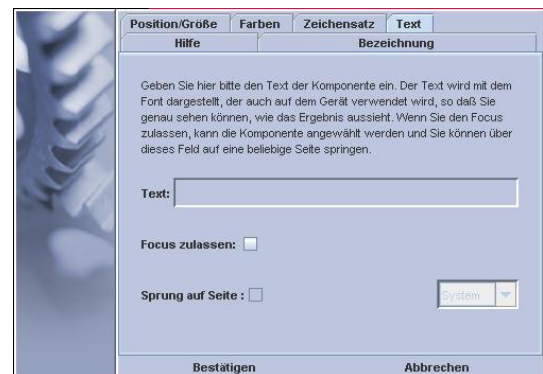 Position/Größe Farben Zeichensatz Text
Hilfe Bezeichnung
Geben Sie hier bitte den Text der Komponente ein. Der Text wird mit dem
Font dargestellt, der auch auf dem Gerät verwendet wird, so daß Sie
genau sehen können, wie das Ergebnis aussieht. Wenn Sie den Focus
zulassen, kann die Komponente angewählt werden und Sie können über
dieses Feld auf eine beliebige Seite springen.
Text:
Focus zulassen:
Sprung auf Seite : System
Bestätigen Abbrechen